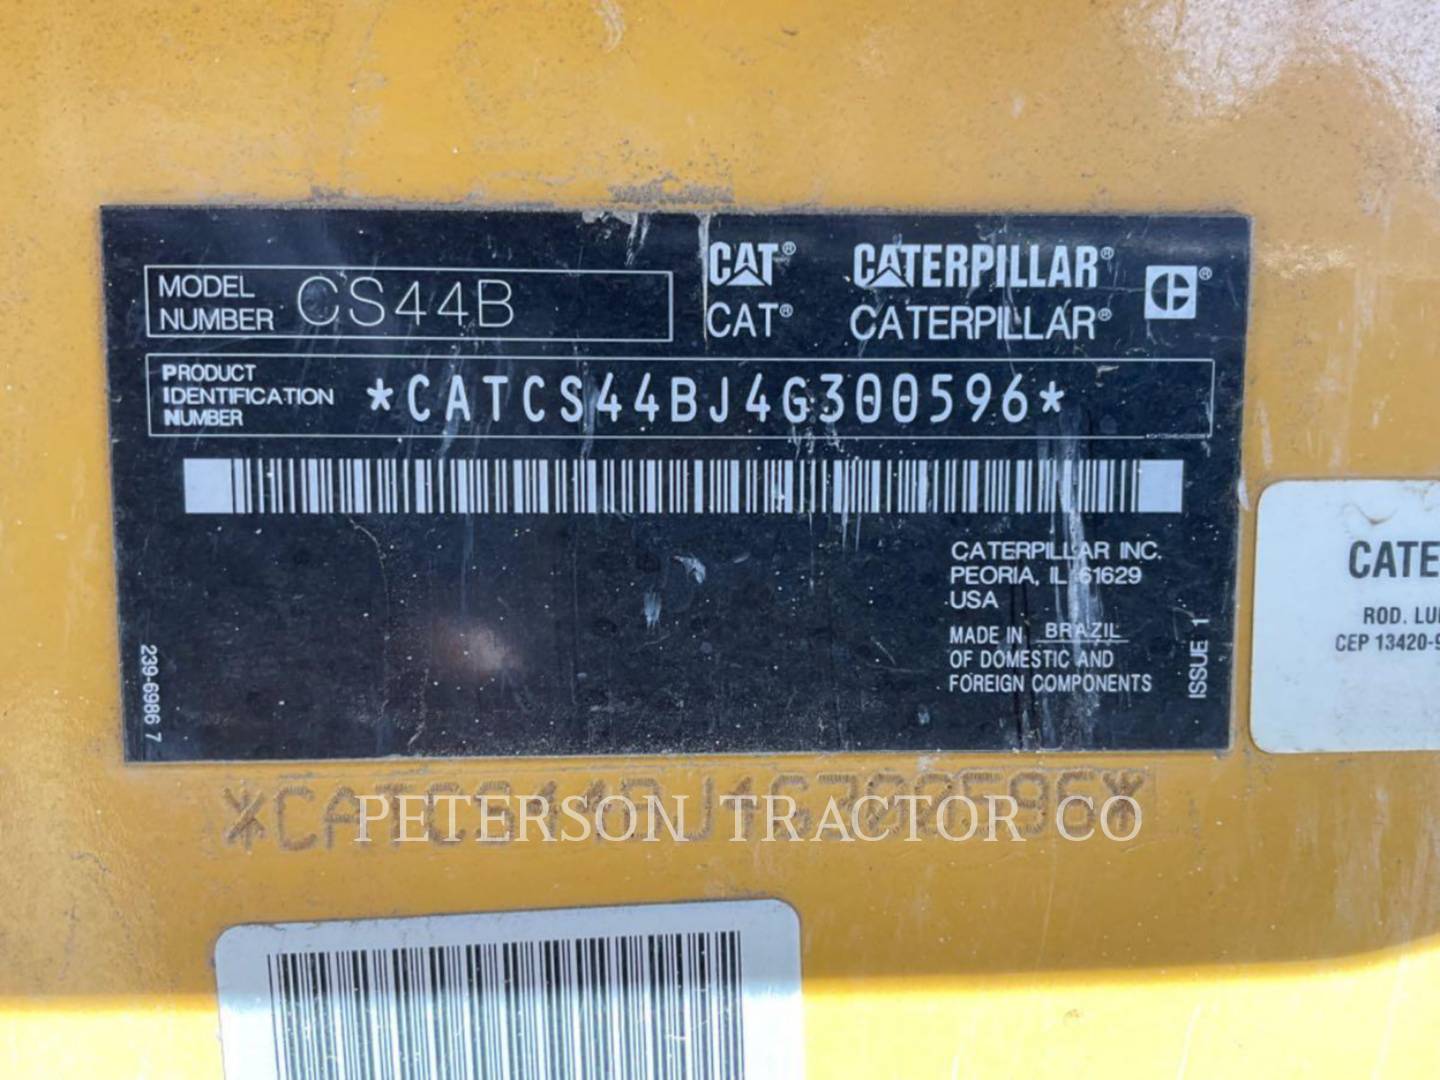 CAT® CATERPILLAR®
CAT® CATERPILLAR®
MODEL NUMBER CS44B
PRODUCT IDENTIFICATION NUMBER *CATCS44BJ4G300596*
CATERPILLAR INC.
PEORIA, IL 61629
USA
MADE IN BRAZIL
OF DOMESTIC AND
FOREIGN COMPONENTS
ISSUE 1
239-6986 7
*CATCS44BJ4G300596*
PETERSON TRACTOR CO
CATE
ROD. LU
CEP 13420-9